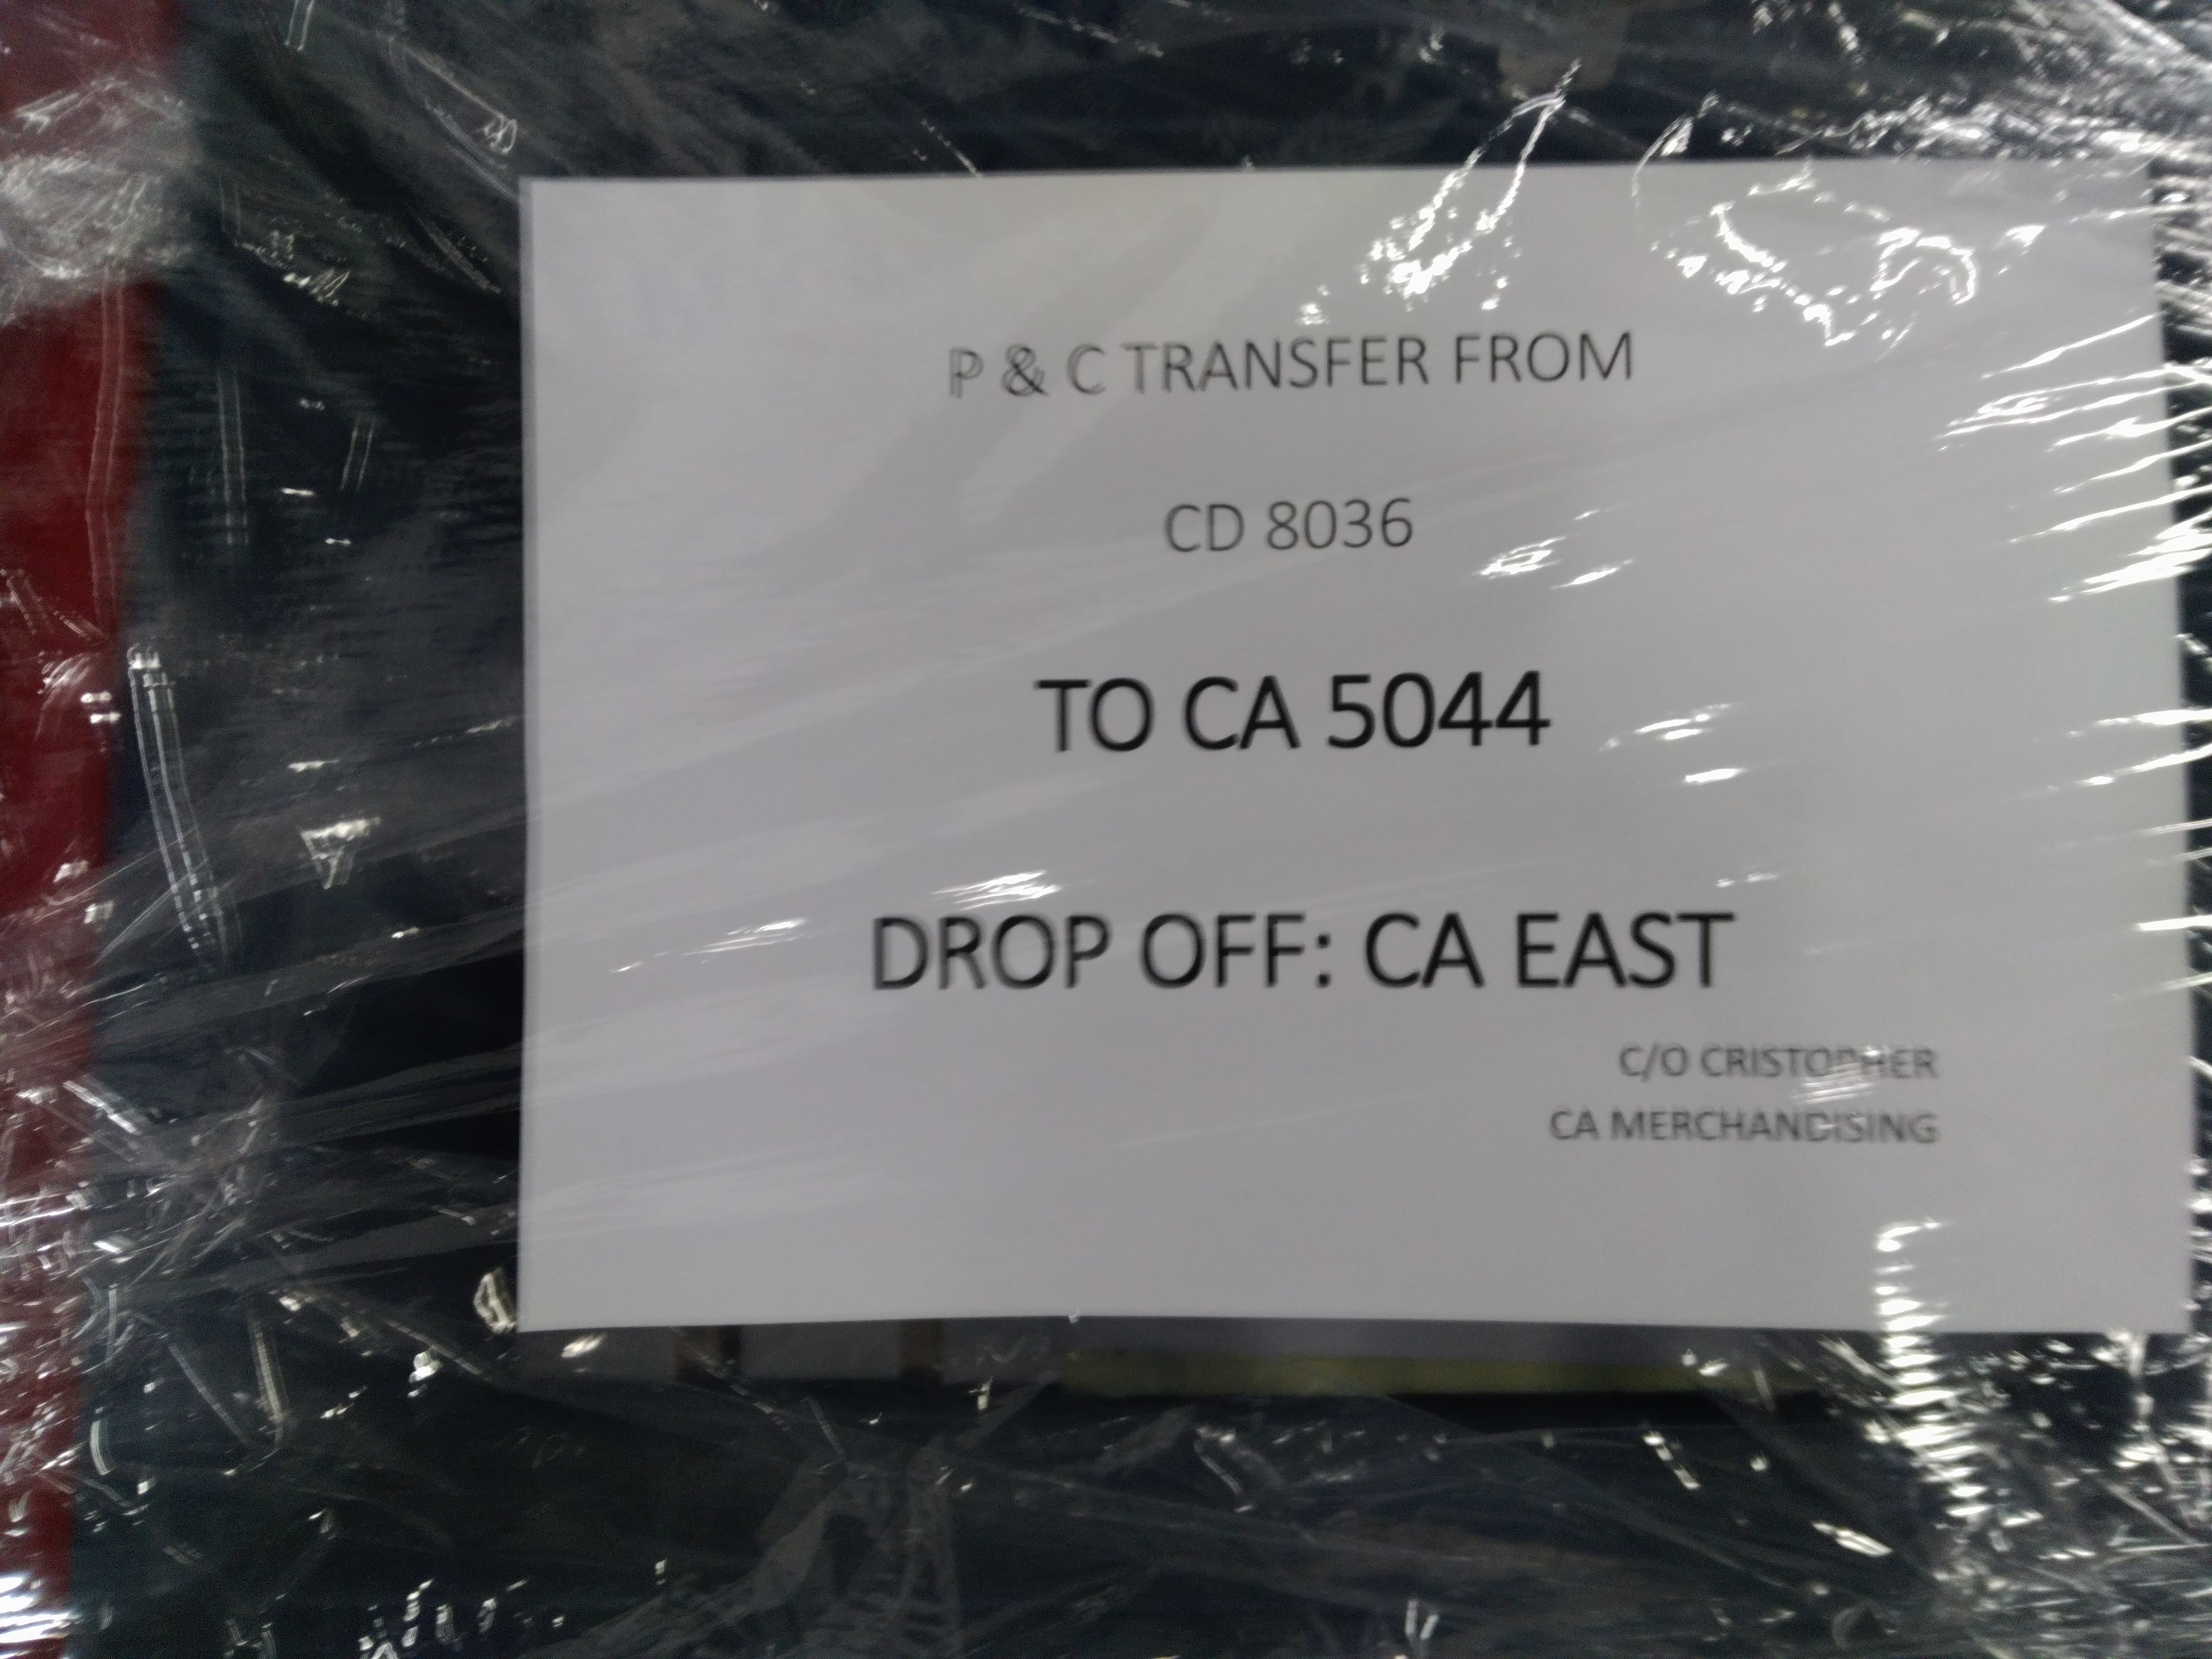 P & C TRANSFER FROM
CD 8036
TO CA 5044
DROP OFF: CA EAST
C/O CRISTOPHER
CA MERCHANDISING